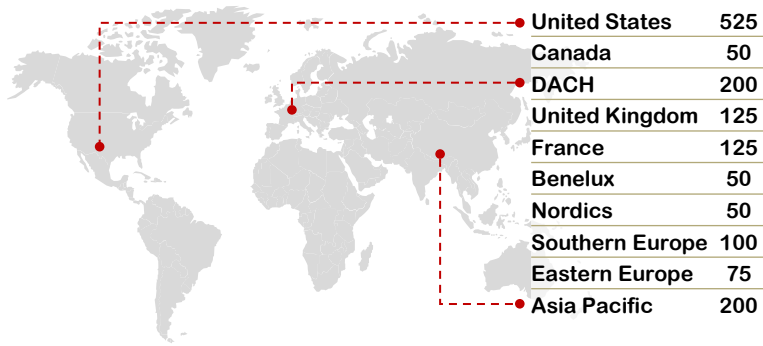 United States 525
Canada 50
DACH 200
United Kingdom 125
France 125
Benelux 50
Nordics 50
Southern Europe 100
Eastern Europe 75
Asia Pacific 200